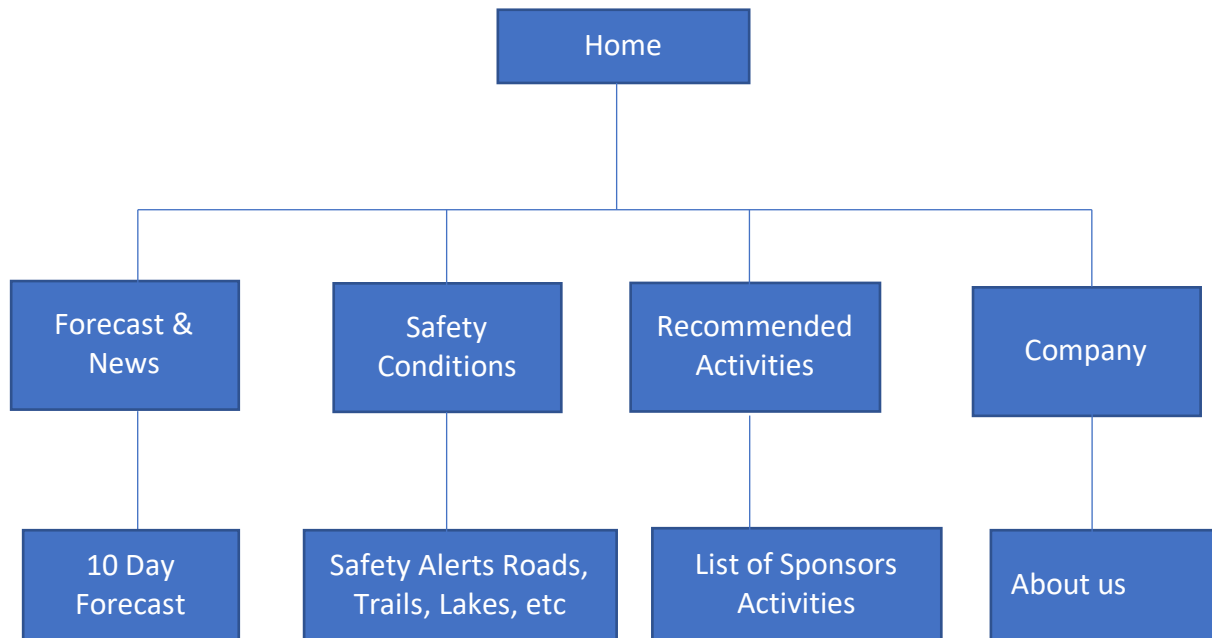 Home
Forecast &
News
Safety
Conditions
Recommended
Activities
Company
10 Day
Forecast
Safety Alerts Roads,
Trails, Lakes, etc
List of Sponsors
Activities
About us